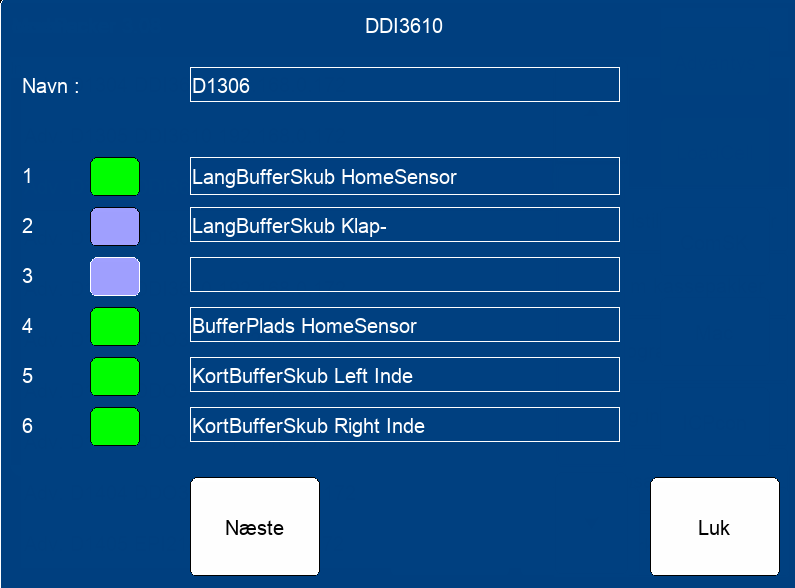 DDI3610
Navn :
D1306
1
LangBufferSkub HomeSensor
2
LangBufferSkub Klap-
3
4
BufferPlads HomeSensor
5
KortBufferSkub Left Inde
6
KortBufferSkub Right Inde
Næste
Luk